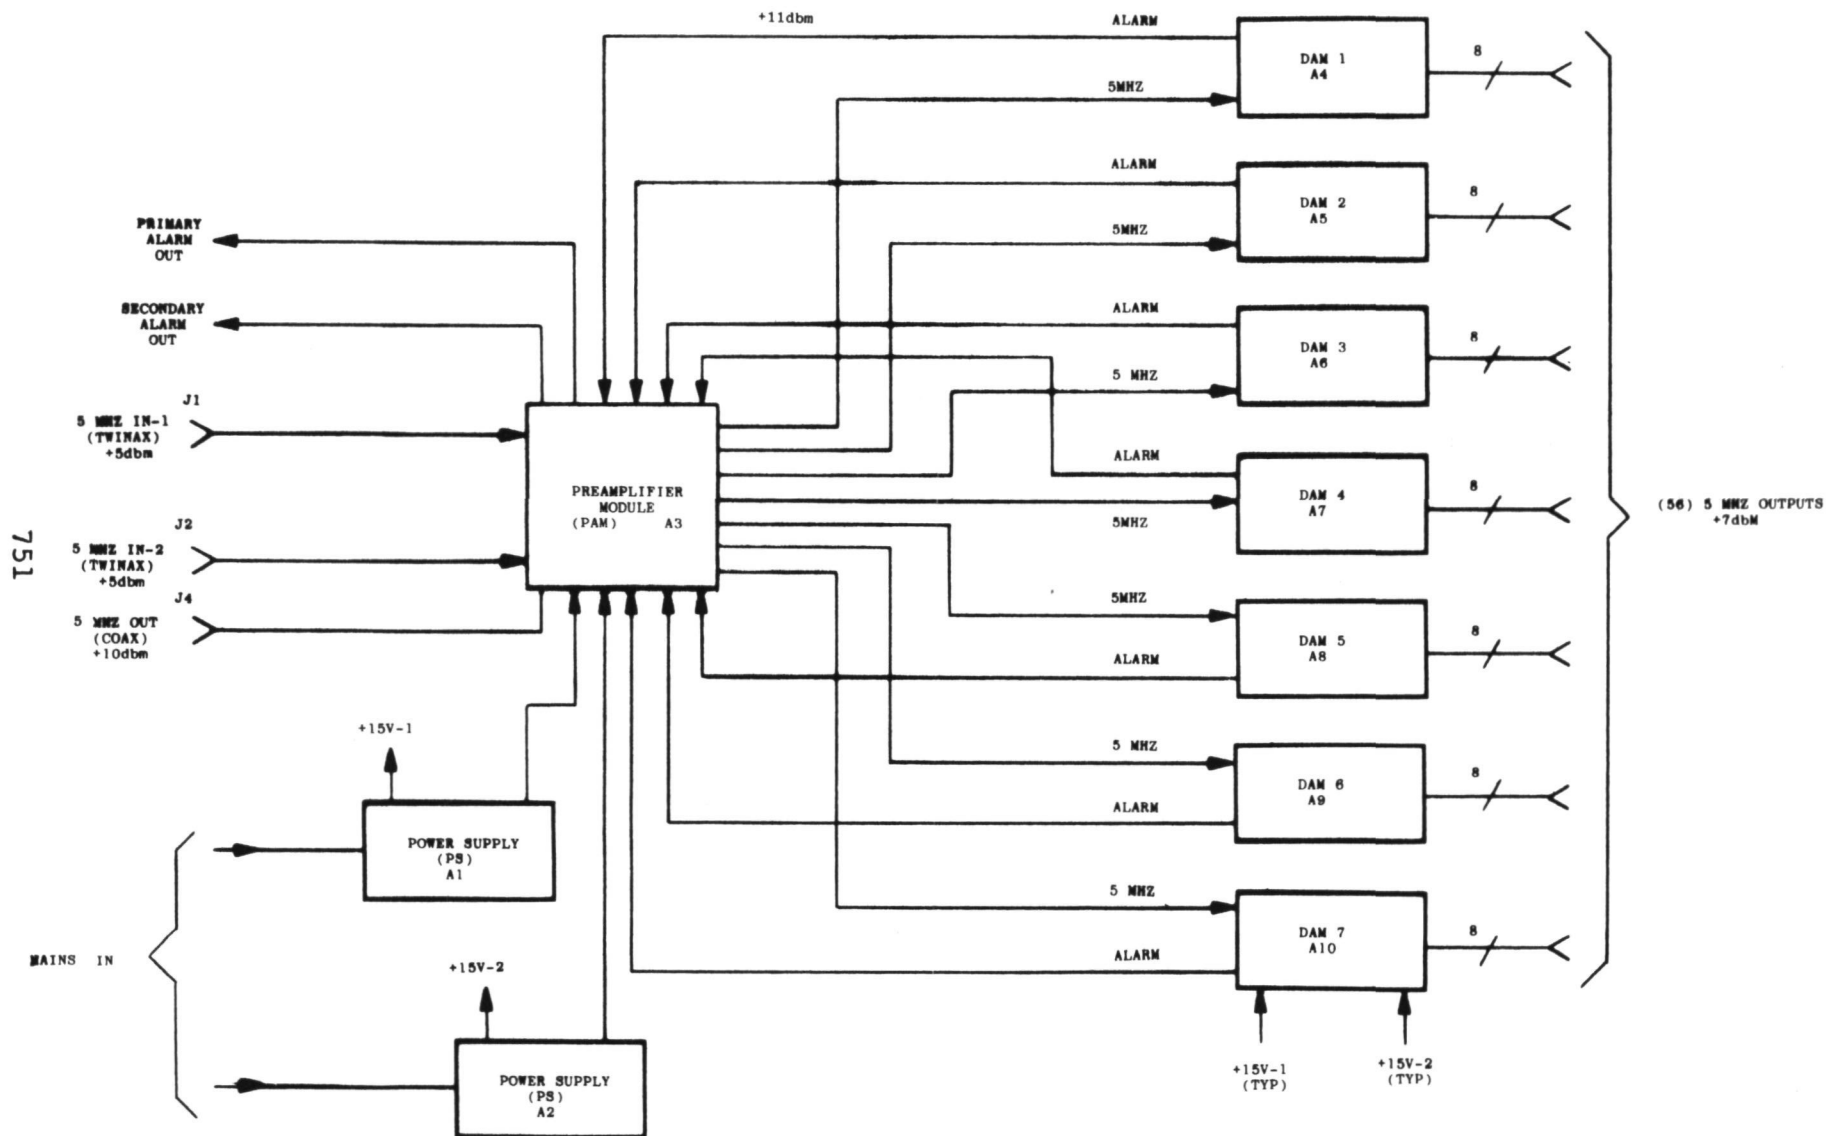 +11dbm
ALARM
5MHZ
DAM 1
A4
8
ALARM
5MHZ
DAM 2
A5
8
PRIMARY
ALARM
OUT
SECONDARY
ALARM
OUT
ALARM
5 MHZ
DAM 3
A6
8
J1
5 MHZ IN-1
(TWINAX)
+5dbm
J2
5 MHZ IN-2
(TWINAX)
+5dbm
J4
5 MHZ OUT
(COAX)
+10dbm
PREAMPLIFIER
MODULE
(PAM) A3
ALARM
5MHZ
DAM 4
A7
8
(56) 5 MHZ OUTPUTS
+7dbM
751
5MHZ
ALARM
DAM 5
A8
8
5 MHZ
ALARM
DAM 6
A9
8
5 MHZ
ALARM
DAM 7
A10
8
+15V-1
(TYP)
+15V-2
(TYP)
+15V-1
POWER SUPPLY
(PS)
A1
MAINS IN
+15V-2
POWER SUPPLY
(PS)
A2